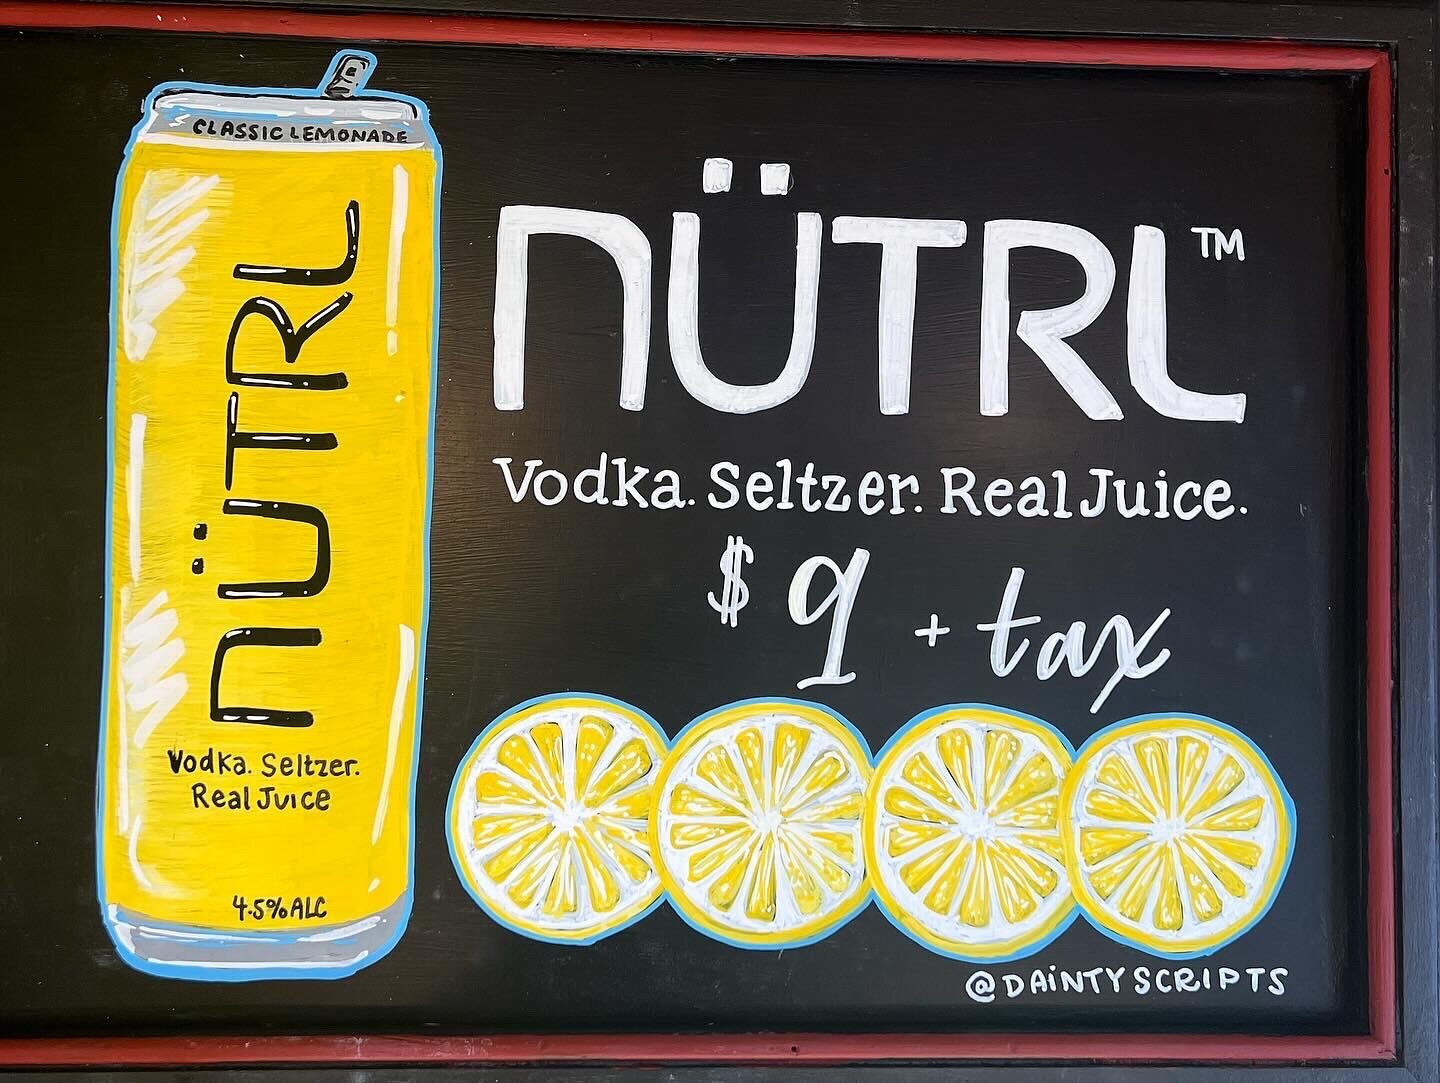 CLASSIC LEMONADE
nÜTRL
Vodka. Seltzer.
Real Juice
4.5% ALC
nÜTRL™
Vodka. Seltzer. Real Juice.
$9 + tax
@DAiNTYSCRIPTS